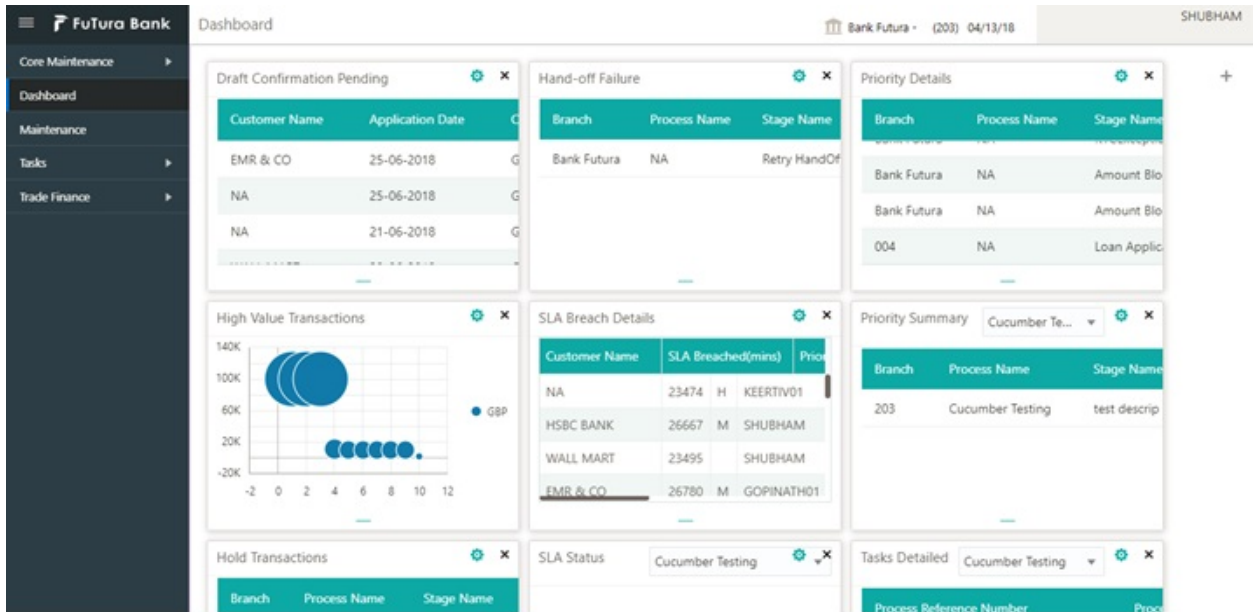 FuTura Bank
Dashboard
Bank Futura - (203) 04/13/18
SHUBHAM
Core Maintenance
Dashboard
Maintenance
Tasks
Trade Finance
Draft Confirmation Pending
Customer Name Application Date C
EMR & CO 25-06-2018 G
NA 25-06-2018 G
NA 21-06-2018 G
Hand-off Failure
Branch Process Name Stage Name
Bank Futura NA Retry HandOf
Priority Details
Branch Process Name Stage Name
Bank Futura NA Amount Blo
Bank Futura NA Amount Blo
004 NA Loan Applic
High Value Transactions
140K
100K
60K
20K
-20K
-2 0 2 4 6 8 10 12
GBP
SLA Breach Details
Customer Name SLA Breached(mins) Prior
NA 23474 H KEERTIV01
HSBC BANK 26667 M SHUBHAM
WALL MART 23495 SHUBHAM
EMR & CO 26780 M GOPINATH01
Priority Summary Cucumber Te...
Branch Process Name Stage Name
203 Cucumber Testing test descrip
Hold Transactions
Branch Process Name Stage Name
SLA Status Cucumber Testing
Tasks Detailed Cucumber Testing
Process Reference Number Proce